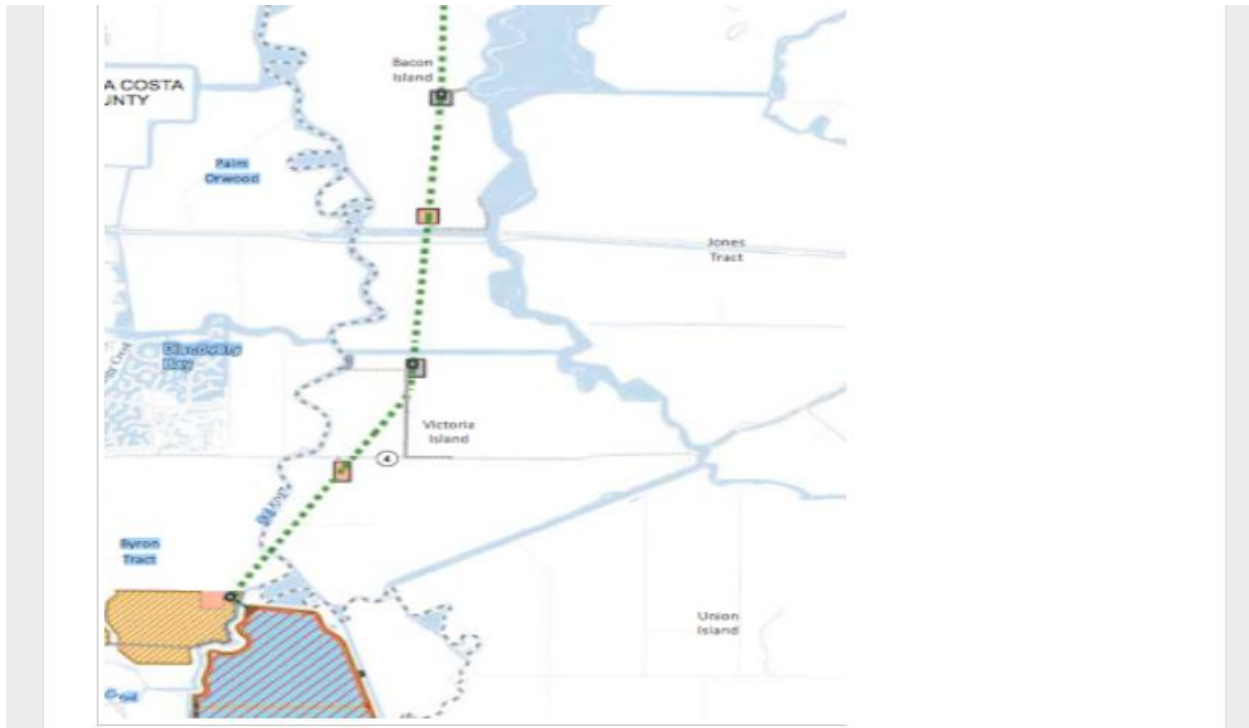 Bacon
Island
A COSTA
UNTY
Palm
Orwood
Jones
Tract
Discovery
Bay
Victoria
Island
4
Byron
Tract
Union
Island